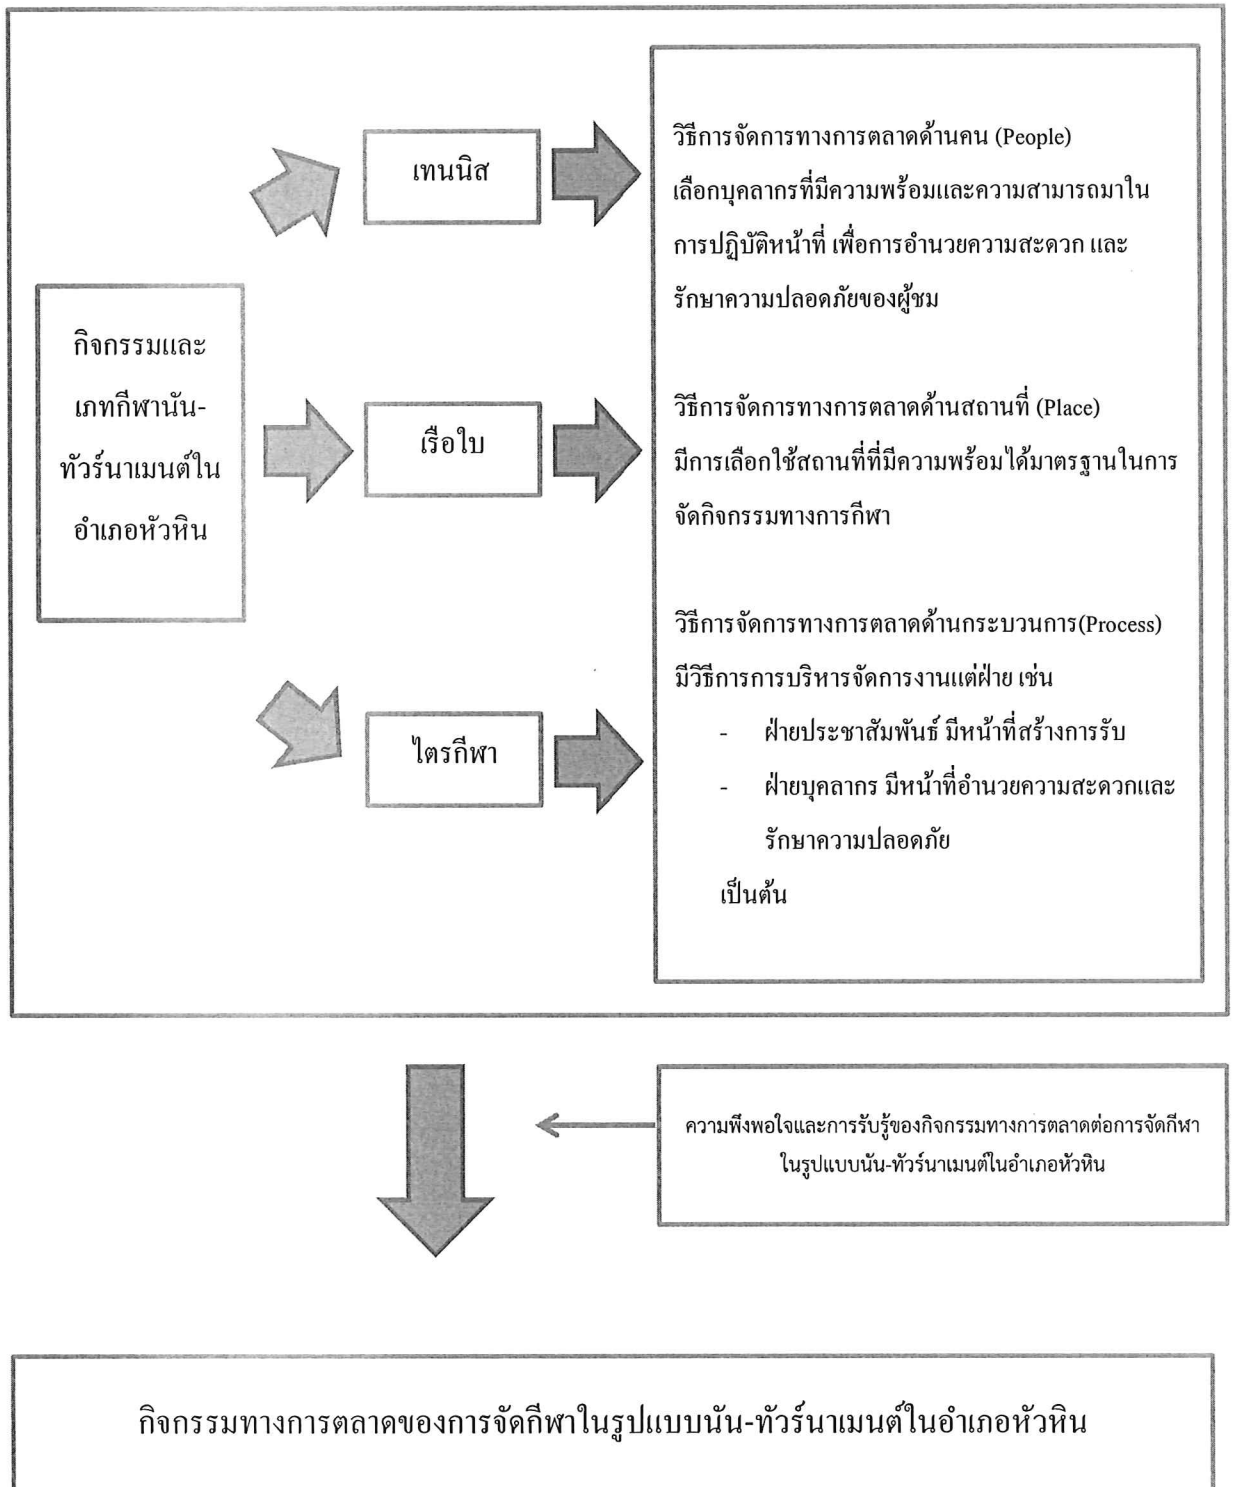 กิจกรรมและ
เภทกีฬานัน-
ทัวร์นาเมนต์ใน
อำเภอหัวหิน
เทนนิส
เรือใบ
ไตรกีฬา
วิธีการจัดการทางการตลาดด้านคน (People)
เลือกบุคลากรที่มีความพร้อมและความสามารถมาใน
การปฏิบัติหน้าที่ เพื่อการอำนวยความสะดวก และ
รักษาความปลอดภัยของผู้ชม
วิธีการจัดการทางการตลาดด้านสถานที่ (Place)
มีการเลือกใช้สถานที่ที่มีความพร้อมได้มาตรฐานในการ
จัดกิจกรรมทางการกีฬา
วิธีการจัดการทางการตลาดด้านกระบวนการ(Process)
มีวิธีการการบริหารจัดการงานแต่ฝ่าย เช่น
- ฝ่ายประชาสัมพันธ์ มีหน้าที่สร้างการรับ
- ฝ่ายบุคลากร มีหน้าที่อำนวยความสะดวกและ
รักษาความปลอดภัย
เป็นต้น
ความพึงพอใจและการรับรู้ของกิจกรรมทางการตลาดต่อการจัดกีฬา
ในรูปแบบนัน-ทัวร์นาเมนต์ในอำเภอหัวหิน
กิจกรรมทางการตลาดของการจัดกีฬาในรูปแบบนัน-ทัวร์นาเมนต์ในอำเภอหัวหิน